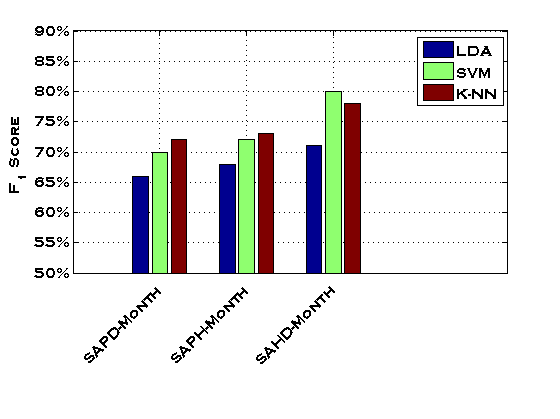 90%
85%
80%
75%
70%
65%
60%
55%
50%
F1 Score
LDA
SVM
K-NN
SAPD-Month
SAPH-Month
SAHD-Month